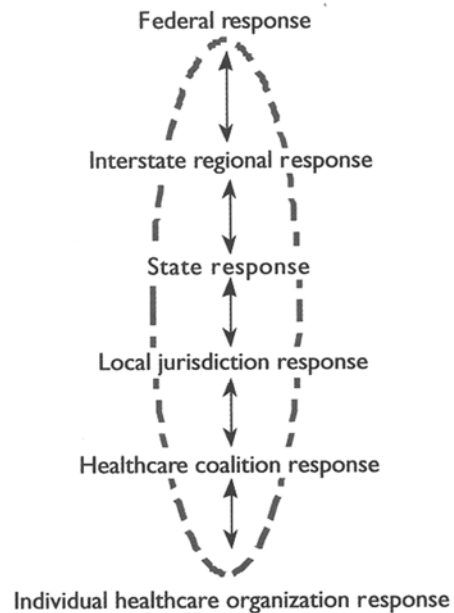 Federal response
Interstate regional response
State response
Local jurisdiction response
Healthcare coalition response
Individual healthcare organization response